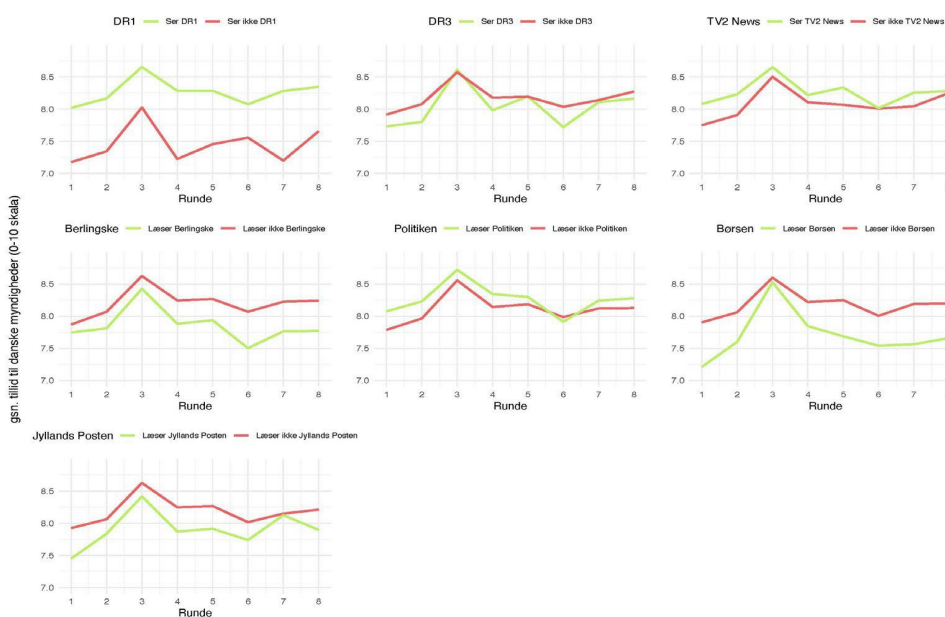 DR1 Ser DR1 Ser ikke DR1
8.5
8.0
7.5
7.0
1 2 3 4 5 6 7 8
Runde
DR3 Ser DR3 Ser ikke DR3
8.5
8.0
7.5
7.0
1 2 3 4 5 6 7 8
Runde
TV2 News Ser TV2 News Ser ikke TV2 News
8.5
8.0
7.5
7.0
1 2 3 4 5 6 7
Runde
gsn. tillid til danske myndigheder (0-10 skala)
Berlingske Læser Berlingske Læser ikke Berlingske
8.5
8.0
7.5
7.0
1 2 3 4 5 6 7 8
Runde
Politiken Læser Politiken Læser ikke Politiken
8.5
8.0
7.5
7.0
1 2 3 4 5 6 7 8
Runde
Børsen Læser Børsen Læser ikke Børsen
8.5
8.0
7.5
7.0
1 2 3 4 5 6 7
Runde
Jyllands Posten Læser Jyllands Posten Læser ikke Jyllands Posten
8.5
8.0
7.5
7.0
1 2 3 4 5 6 7 8
Runde